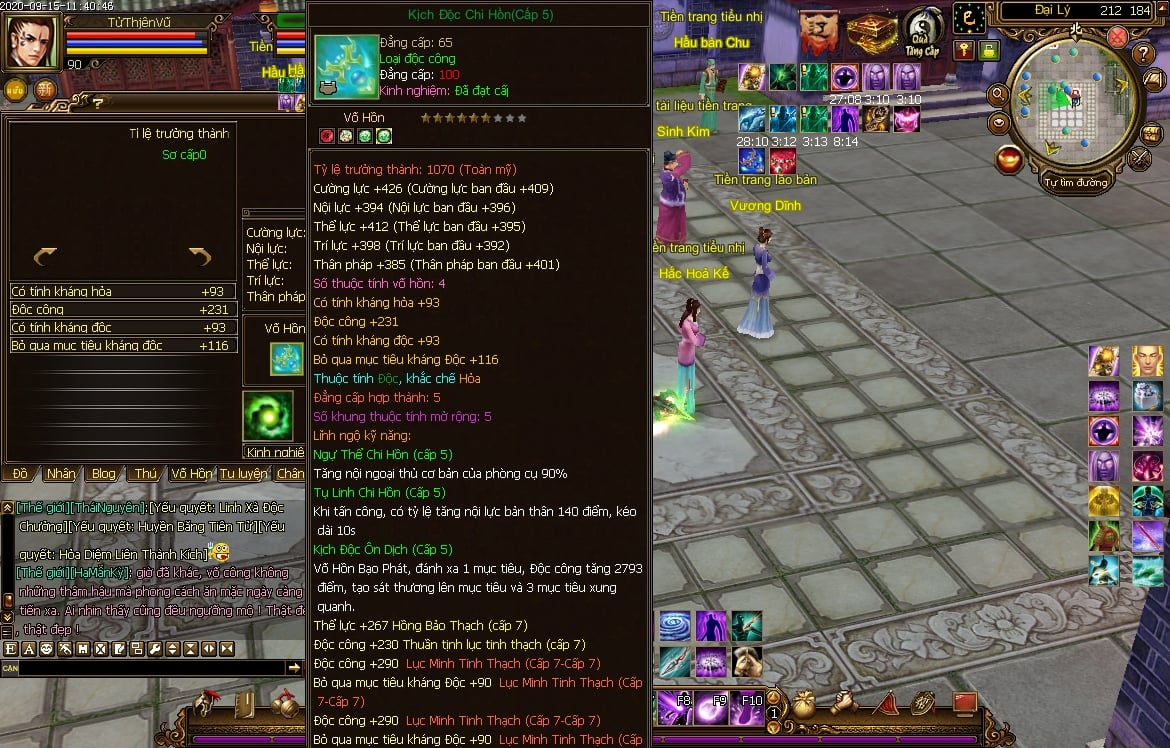 2020-09-15-11:40:46
TừThiênVũ
90
?
Tiền
Hầu Hà
Tỉ lệ trưởng thành
Sơ cấp0
Cường lực:
Nội lực:
Thể lực:
Trí lực:
Thân pháp
Có tính kháng hỏa +93
Độc công +231
Có tính kháng độc +93
Bỏ qua mục tiêu kháng độc +116
Võ Hồn
Kinh nghiê
Đồ Nhân Blog Thú Võ Hồn Tu luyện Chân
[Thế giới][TháiNguyên]:[Yếu quyết: Linh Xà Độc
Chưởng][Yếu quyết: Huyền Băng Tiên Tử][Yếu
quyết: Hỏa Diệm Liên Thành Kích]
[Thế giới][HạMẫnKỳ]: giờ đã khác, võ công không
những thâm hậu mà phong cách ăn mặc ngày càng
tiến xa. Ai nhìn thấy cũng đều ngưỡng mộ ! Thật đẹ
, thật đẹp !
CẬN
Kịch Độc Chi Hồn(Cấp 5)
Đẳng cấp: 65
Loại độc công
Đẳng cấp: 100
Kinh nghiệm: Đã đạt cấ
Võ Hồn
Tỷ lệ trưởng thành: 1070 (Toàn mỹ)
Cường lực +426 (Cường lực ban đầu +409)
Nội lực +394 (Nội lực ban đầu +396)
Thể lực +412 (Thể lực ban đầu +395)
Trí lực +398 (Trí lực ban đầu +392)
Thân pháp +385 (Thân pháp ban đầu +401)
Số thuộc tính võ hồn: 4
Có tính kháng hỏa +93
Độc công +231
Có tính kháng độc +93
Bỏ qua mục tiêu kháng Độc +116
Thuộc tính Độc, khắc chế Hỏa
Đẳng cấp hợp thành: 5
Số khung thuộc tính mở rộng: 5
Lĩnh ngộ kỹ năng:
Ngự Thể Chi Hồn (cấp 5)
Tăng nội ngoại thủ cơ bản của phòng cụ 90%
Tụ Linh Chi Hồn (Cấp 5)
Khi tấn công, có tỷ lệ tăng nội lực bản thân 140 điểm, kéo
dài 10s
Kịch Độc Ôn Dịch (Cấp 5)
Võ Hồn Bạo Phát, đánh xa 1 mục tiêu, Độc công tăng 2793
điểm, tạo sát thương lên mục tiêu và 3 mục tiêu xung
quanh.
Thể lực +267 Hồng Bảo Thạch (cấp 7)
Độc công +230 Thuần tịnh lục tinh thạch (cấp 7)
Độc công +290 Lục Minh Tinh Thạch (Cấp 7-Cấp 7)
Bỏ qua mục tiêu kháng Độc +90 Lục Minh Tinh Thạch (Cấp
7-Cấp 7)
Độc công +290 Lục Minh Tinh Thạch (Cấp 7-Cấp 7)
Bỏ qua mục tiêu kháng Độc +90 Lục Minh Tinh Thạch (Cấp
Tiền trang tiểu nhị
Hầu bán Chu
Quà
Tăng Cấp
27:08 3:10 3:10
28:10 3:12 3:13 8:14
tài liệu tiền trang
Sinh Kim
Tiền trang lão bản
Vương Dĩnh
ền trang tiểu nhị
Hắc Hoả Kế
Đại Lý 212 184
北
?
Tự tìm đường
F8 F9 F10
1